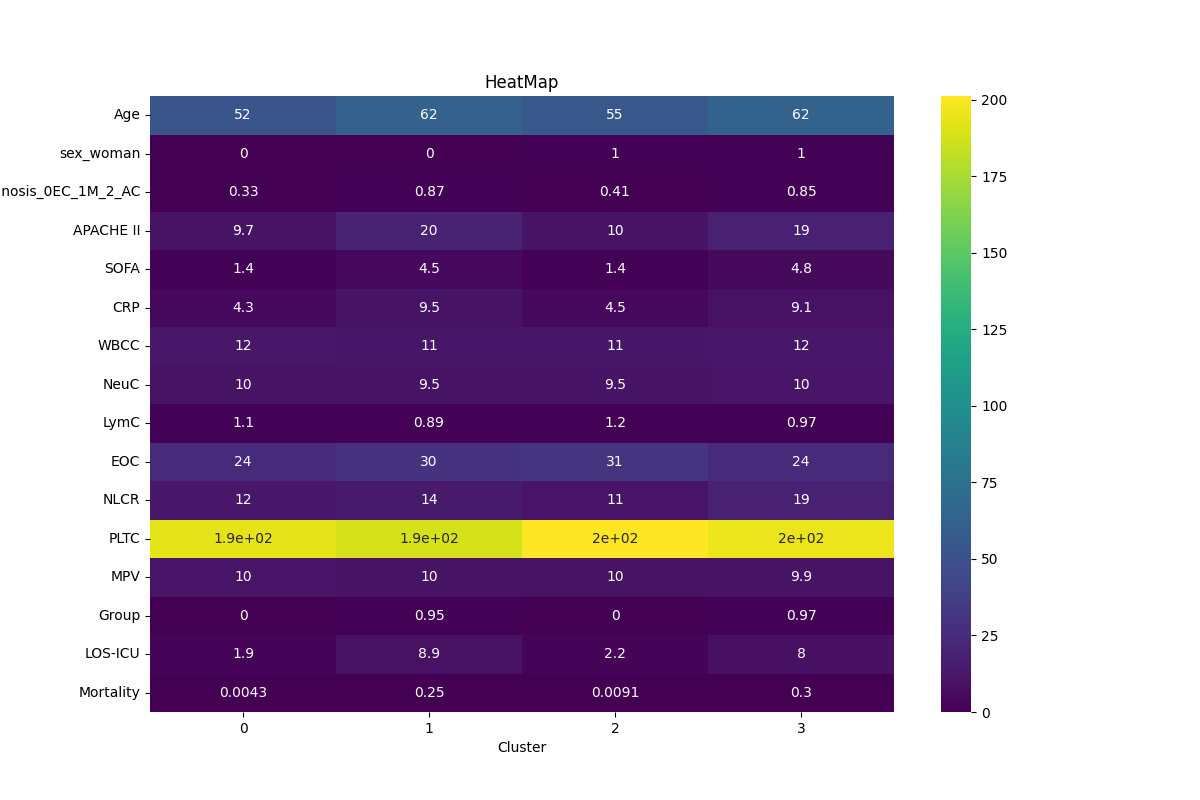 HeatMap
Age 52 62 55 62
sex_woman 0 0 1 1
nosis_0EC_1M_2_AC 0.33 0.87 0.41 0.85
APACHE II 9.7 20 10 19
SOFA 1.4 4.5 1.4 4.8
CRP 4.3 9.5 4.5 9.1
WBCC 12 11 11 12
NeuC 10 9.5 9.5 10
LymC 1.1 0.89 1.2 0.97
EOC 24 30 31 24
NLCR 12 14 11 19
PLTC 1.9e+02 1.9e+02 2e+02 2e+02
MPV 10 10 10 9.9
Group 0 0.95 0 0.97
LOS-ICU 1.9 8.9 2.2 8
Mortality 0.0043 0.25 0.0091 0.3
0 1 2 3
Cluster
200
175
150
125
100
75
50
25
0